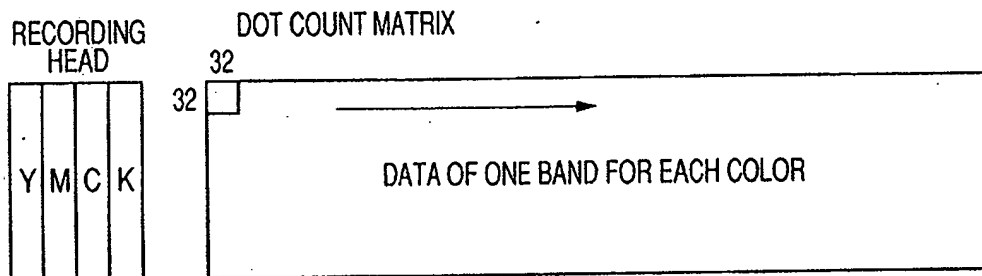 RECORDING
HEAD
DOT COUNT MATRIX
32
32
Y M C K
DATA OF ONE BAND FOR EACH COLOR